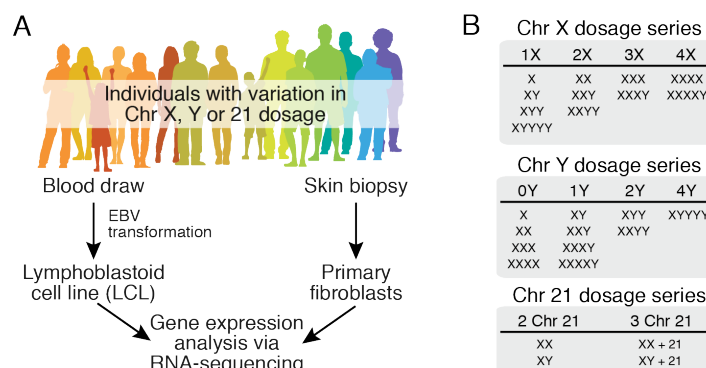 A
Individuals with variation in
Chr X, Y or 21 dosage
Blood draw
Skin biopsy
EBV
transformation
Lymphoblastoid
cell line (LCL)
Primary
fibroblasts
Gene expression
analysis via
RNA-sequencing
B
Chr X dosage series
1X 2X 3X 4X
X XX XXX XXXX
XY XXY XXXY XXXXY
XYY XXYY
XYYYY
Chr Y dosage series
0Y 1Y 2Y 4Y
X XY XYY XYYYY
XX XXY XXYY
XXX XXXY
XXXX XXXXY
Chr 21 dosage series
2 Chr 21 3 Chr 21
XX XX + 21
XY XY + 21